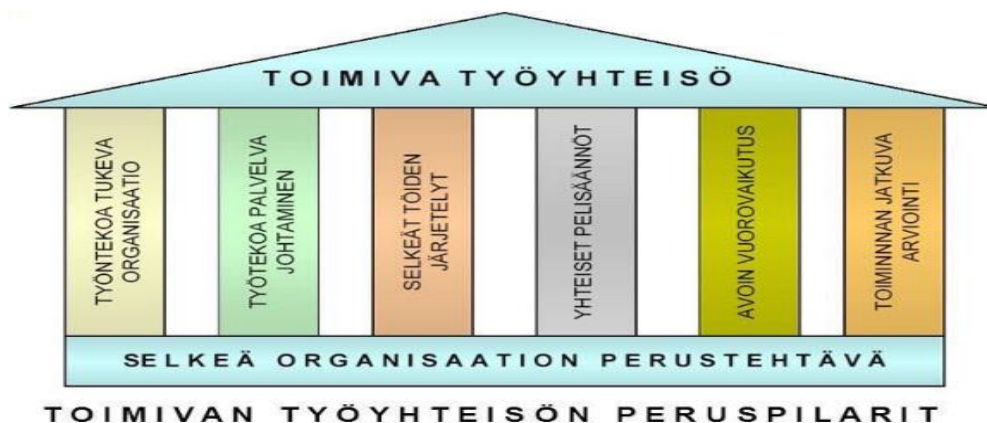 TOIMIVA TYÖYHTEISÖ
TYÖNTEKOA TUKEVA
ORGANISAATIO
TYÖTEKOA PALVELVA
JOHTAMINEN
SELKEÄT TÖIDEN
JÄRJETELYT
YHTEISET PELISÄÄNNÖT
AVOIN VUOROVAIKUTUS
TOIMINNNAN JATKUVA
ARVIOINTI
SELKEÄ ORGANISAATION PERUSTEHTÄVÄ
TOIMIVAN TYÖYHTEISÖN PERUSPILARIT